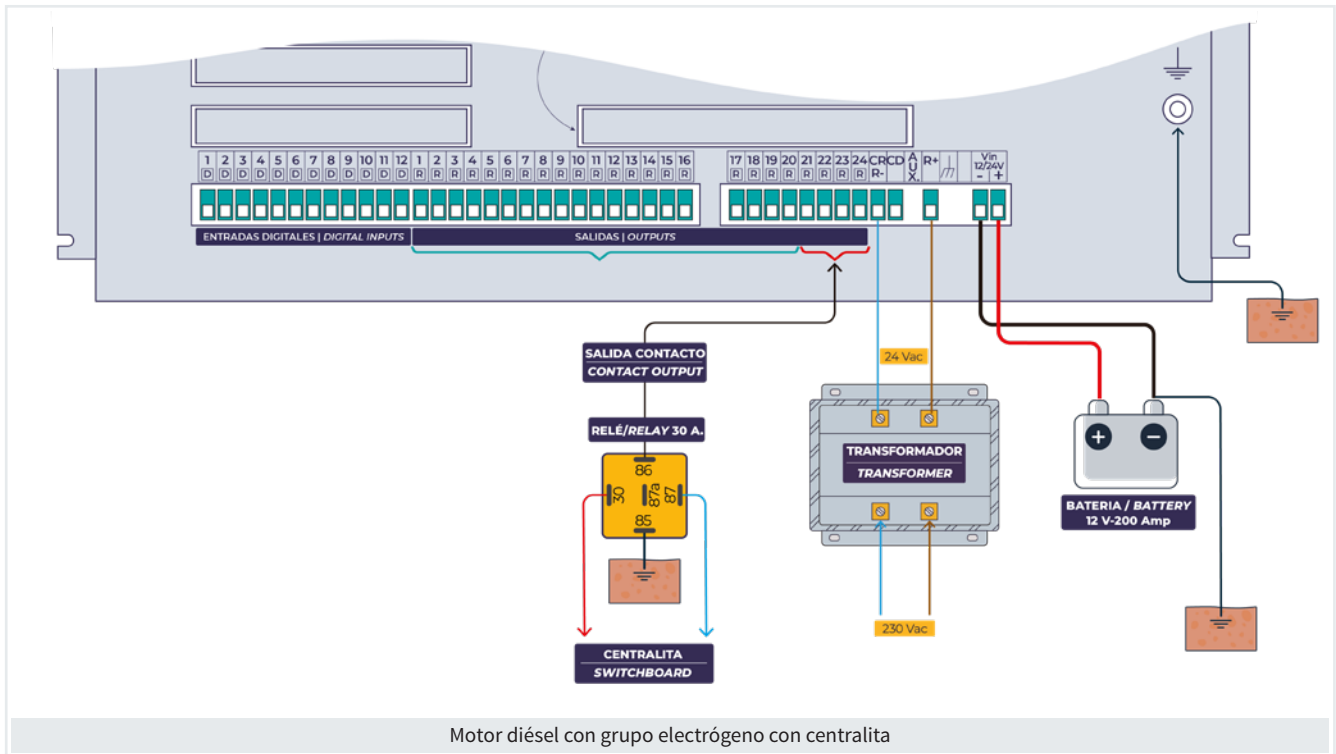 1 2 3 4 5 6 7 8 9 10 11 12 1 2 3 4 5 6 7 8 9 10 11 12 13 14 15 16
D D D D D D D D D D D D R R R R R R R R R R R R R R R R
17 18 19 20 21 22 23 24 CR CD AUX. R+ Vin
R R R R R R R R R- 12/24V
- +
ENTRADAS DIGITALES | DIGITAL INPUTS
SALIDAS | OUTPUTS
SALIDA CONTACTO
CONTACT OUTPUT
24 Vac
RELÉ/RELAY 30 A.
86
30 87a 87
85
TRANSFORMADOR
TRANSFORMER
+ −
BATERIA / BATTERY
12 V-200 Amp
230 Vac
CENTRALITA
SWITCHBOARD
Motor diésel con grupo electrógeno con centralita